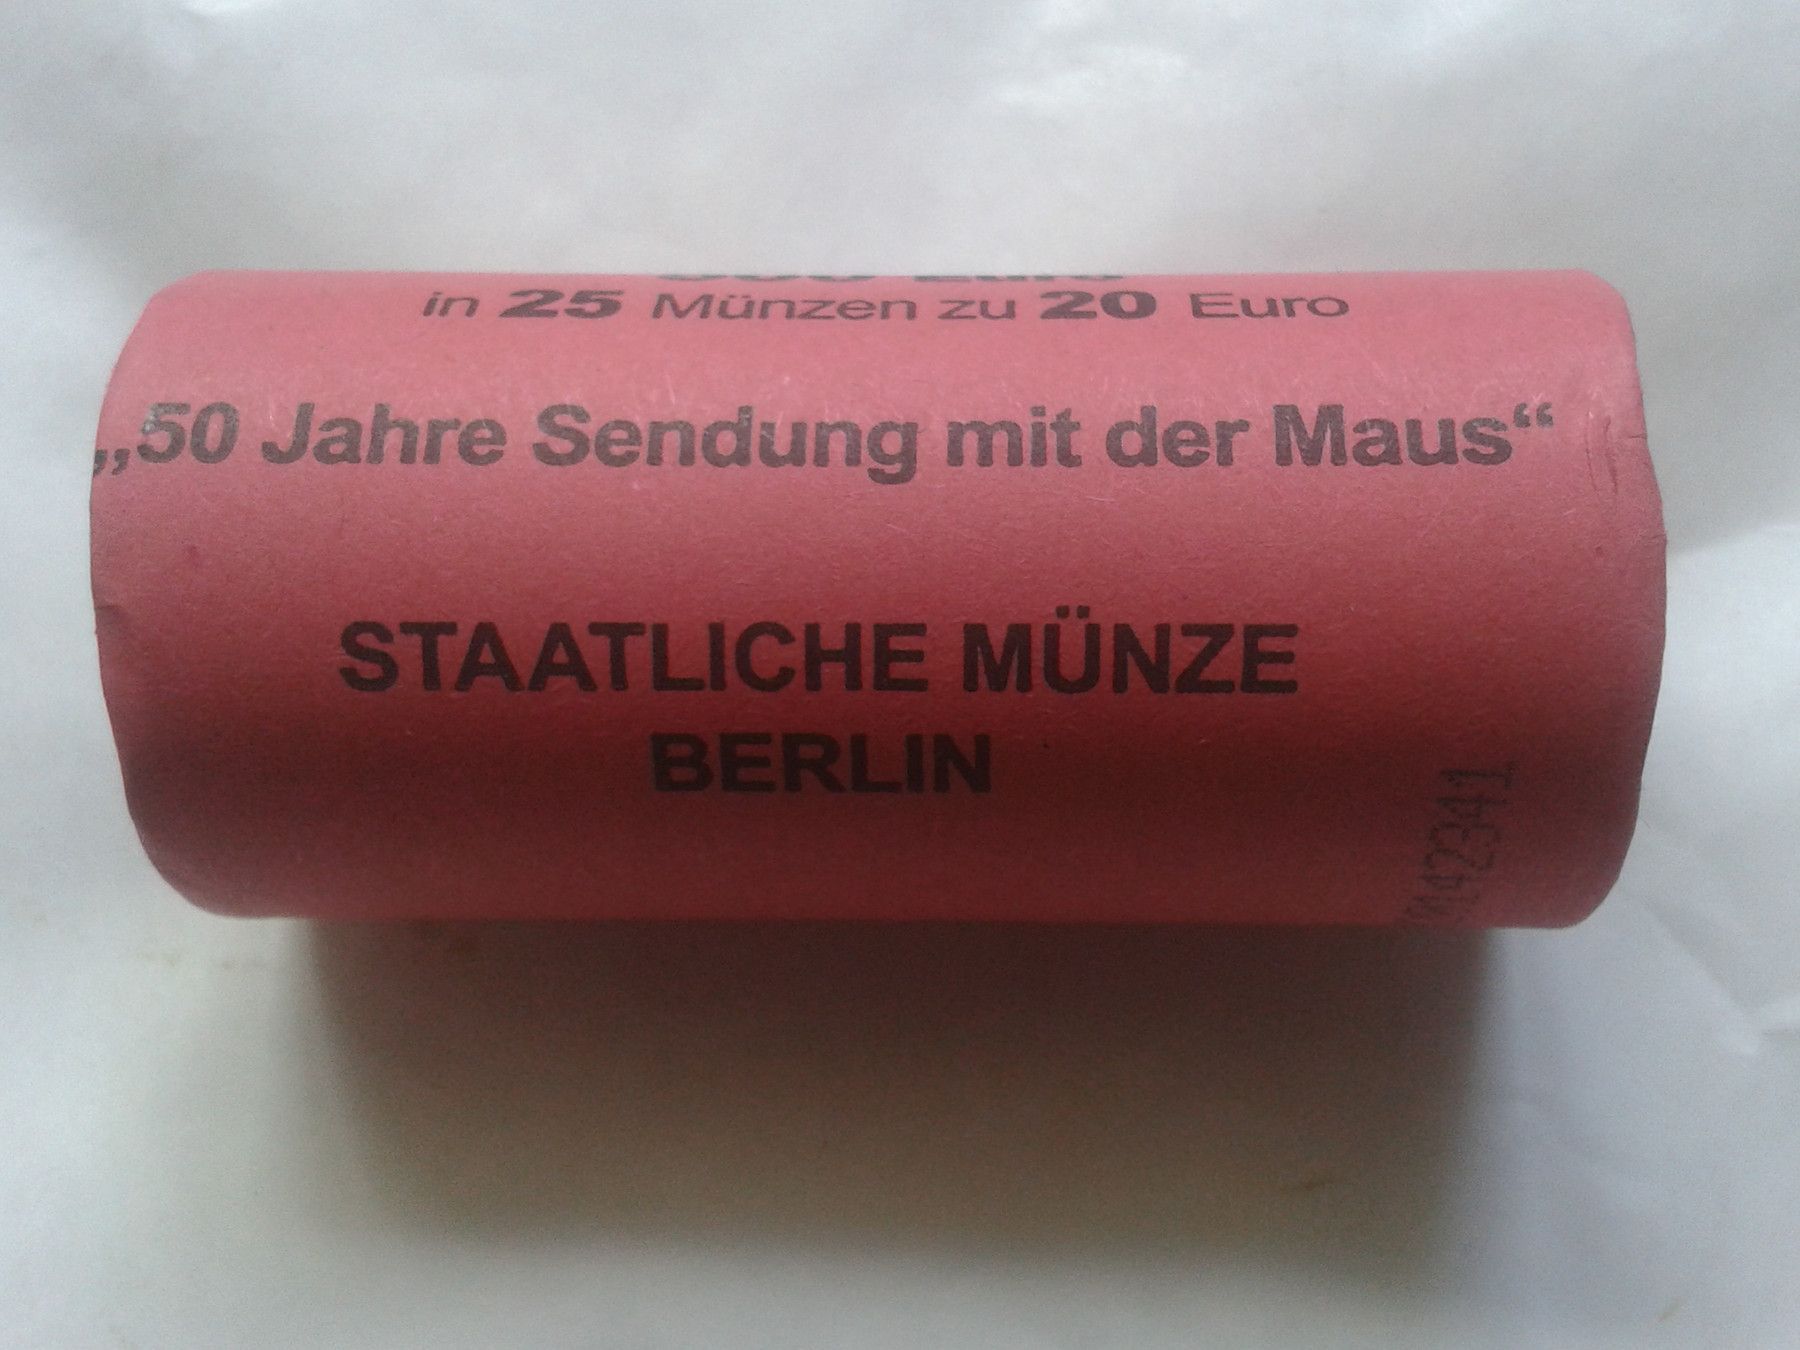 in 25 Münzen zu 20 Euro
„50 Jahre Sendung mit der Maus“
STAATLICHE MÜNZE
BERLIN